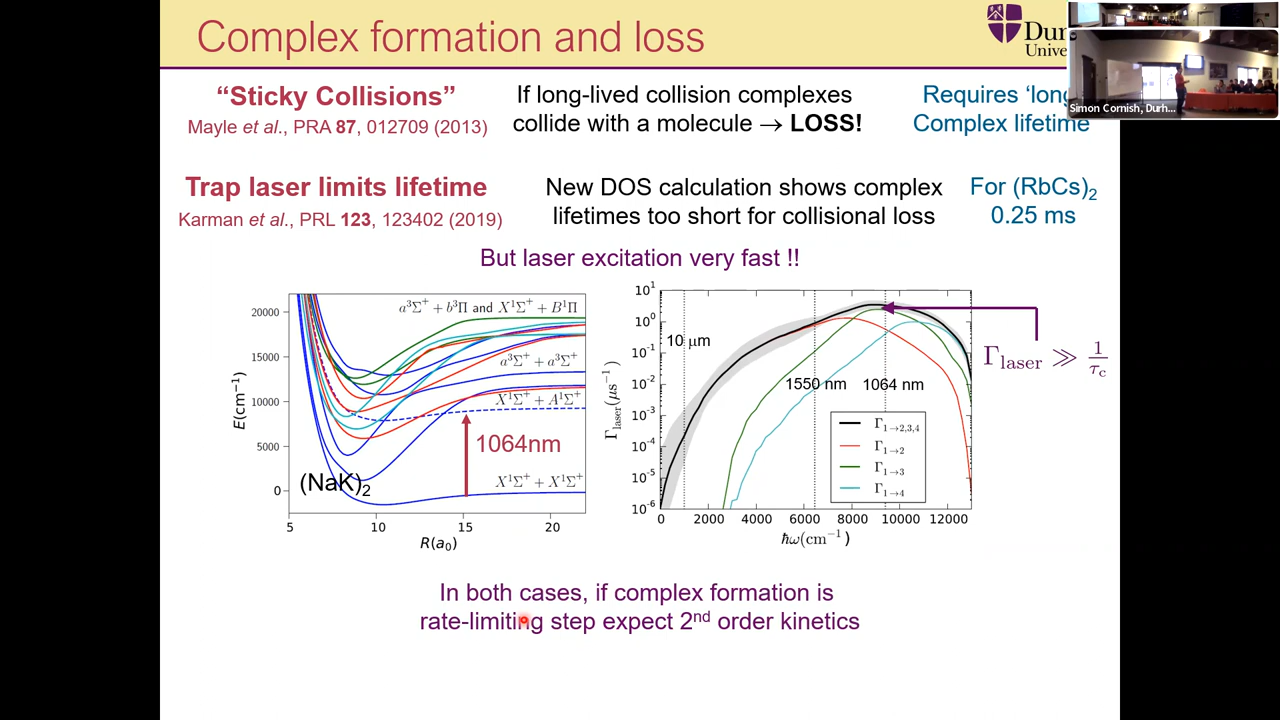 Complex formation and loss
Simon Cornish, Durh...
"Sticky Collisions"
Mayle et al., PRA 87, 012709 (2013)
If long-lived collision complexes
collide with a molecule → LOSS!
Requires
Complex lifetime
Trap laser limits lifetime
Karman et al., PRL 123, 123402 (2019)
New DOS calculation shows complex
lifetimes too short for collisional loss
For (RbCs)₂
0.25 ms
But laser excitation very fast !!
E(cm⁻¹)
20000
15000
10000
5000
0
5 10 15 20
R(a₀)
a³Σ⁺ + b³Π and X¹Σ⁺ + B¹Π
a³Σ⁺ + a³Σ⁺
X¹Σ⁺ + A¹Σ⁺
1064nm
X¹Σ⁺ + X¹Σ⁺
(NaK)₂
Γ_laser(μs⁻¹)
10¹
10⁰
10⁻¹
10⁻²
10⁻³
10⁻⁴
10⁻⁵
10⁻⁶
10 μm
1550 nm
1064 nm
Γ₁→₂,₃,₄
Γ₁→₂
Γ₁→₃
Γ₁→₄
0 2000 4000 6000 8000 10000 12000
ħω(cm⁻¹)
Γ_laser ≫ 1/τ_c
In both cases, if complex formation is
rate-limiting step expect 2ⁿᵈ order kinetics